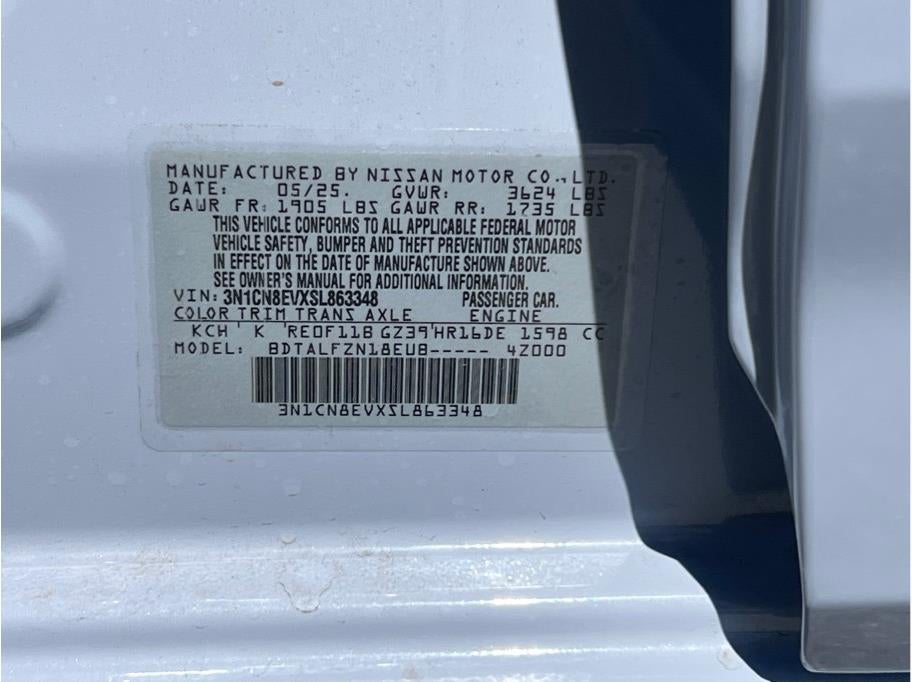 MANUFACTURED BY NISSAN MOTOR CO., LTD.
DATE: 05/25. GVWR: 3624 LBS
GAWR FR: 1905 LBS GAWR RR: 1735 LBS
THIS VEHICLE CONFORMS TO ALL APPLICABLE FEDERAL MOTOR
VEHICLE SAFETY, BUMPER AND THEFT PREVENTION STANDARDS
IN EFFECT ON THE DATE OF MANUFACTURE SHOWN ABOVE.
SEE OWNER'S MANUAL FOR ADDITIONAL INFORMATION.
VIN: 3N1CN8EVXSL863348 PASSENGER CAR.
COLOR TRIM TRANS AXLE ENGINE
KCH K RE0F11B GZ39 HR16DE 1598 CC
MODEL: BDTALFZN18EUB----- 42000
3N1CN8EVXSL863348